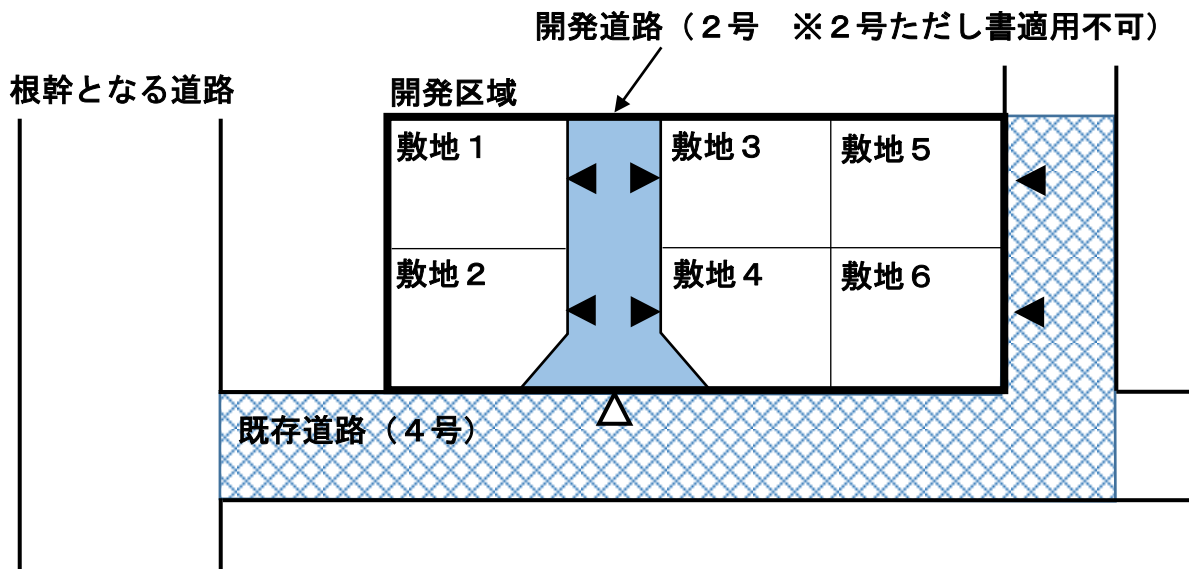 開発道路（２号　※２号ただし書適用不可）
根幹となる道路
開発区域
敷地１
敷地３
敷地５
敷地２
敷地４
敷地６
既存道路（４号）